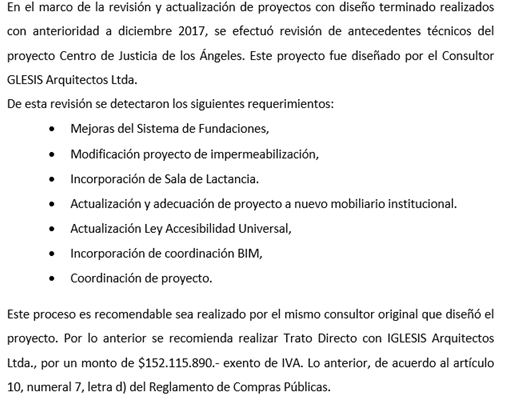 En el marco de la revisión y actualización de proyectos con diseño terminado realizados
con anterioridad a diciembre 2017, se efectuó revisión de antecedentes técnicos del
proyecto Centro de Justicia de los Ángeles. Este proyecto fue diseñado por el Consultor
GLESIS Arquitectos Ltda.
De esta revisión se detectaron los siguientes requerimientos:
• Mejoras del Sistema de Fundaciones,
• Modificación proyecto de impermeabilización,
• Incorporación de Sala de Lactancia.
• Actualización y adecuación de proyecto a nuevo mobiliario institucional.
• Actualización Ley Accesibilidad Universal,
• Incorporación de coordinación BIM,
• Coordinación de proyecto.
Este proceso es recomendable sea realizado por el mismo consultor original que diseñó el
proyecto. Por lo anterior se recomienda realizar Trato Directo con IGLESIS Arquitectos
Ltda., por un monto de $152.115.890.- exento de IVA. Lo anterior, de acuerdo al artículo
10, numeral 7, letra d) del Reglamento de Compras Públicas.